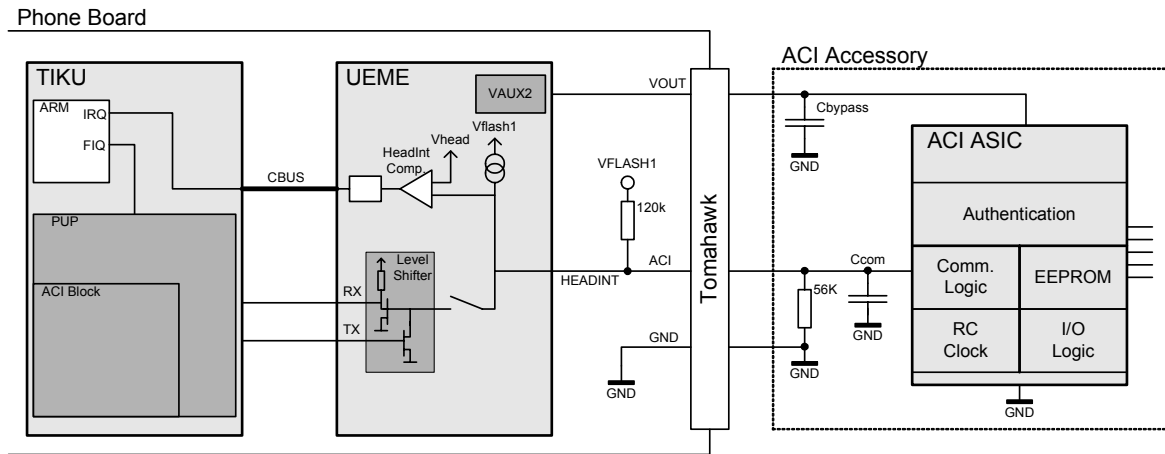 Phone Board
ACI Accessory
TIKU
ARM
IRQ
FIQ
PUP
ACI Block
CBUS
RX
TX
UEME
VAUX2
Vflash1
Vhead
HeadInt
Comp.
Level
Shifter
HEADINT
VOUT
VFLASH1
120k
ACI
GND
GND
Tomahawk
Cbypass
GND
56K
GND
Ccom
GND
ACI ASIC
Authentication
Comm.
Logic
EEPROM
RC
Clock
I/O
Logic
GND